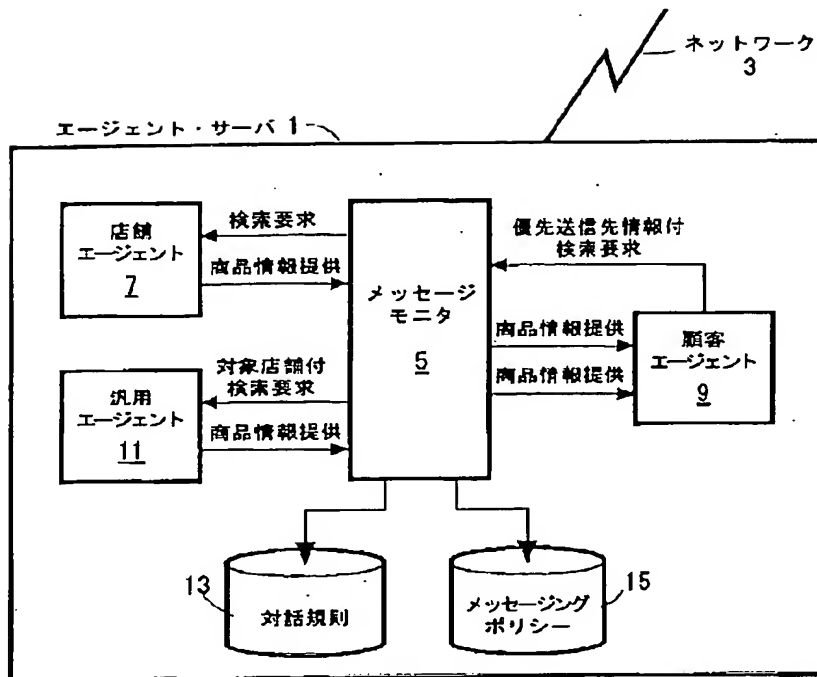 ネットワーク
3
エージェント・サーバ 1
店舗
エージェント
7
検索要求
商品情報提供
メッセージ
モニタ
5
優先送信先情報付
検索要求
商品情報提供
商品情報提供
顧客
エージェント
9
汎用
エージェント
11
対象店舗付
検索要求
商品情報提供
13
対話規則
メッセージング
ポリシー
15